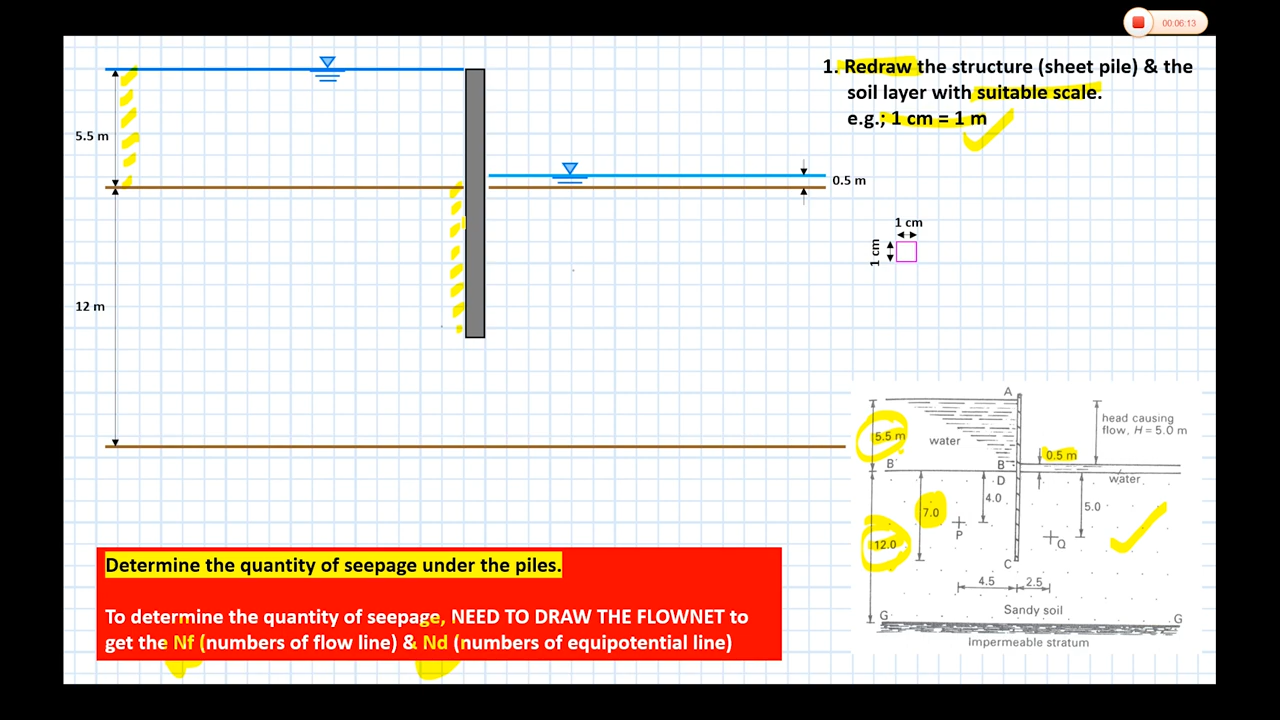 00:06:13
1. Redraw the structure (sheet pile) & the
soil layer with suitable scale.
e.g.; 1 cm = 1 m
5.5 m
0.5 m
1 cm
1 cm
12 m
A
head causing
flow, H = 5.0 m
5.5 m
water
0.5 m
B'
B
D
water
4.0
7.0
5.0
P
Q
12.0
C
4.5
2.5
Sandy soil
G
G
Impermeable stratum
Determine the quantity of seepage under the piles.
To determine the quantity of seepage, NEED TO DRAW THE FLOWNET to
get the Nf (numbers of flow line) & Nd (numbers of equipotential line)